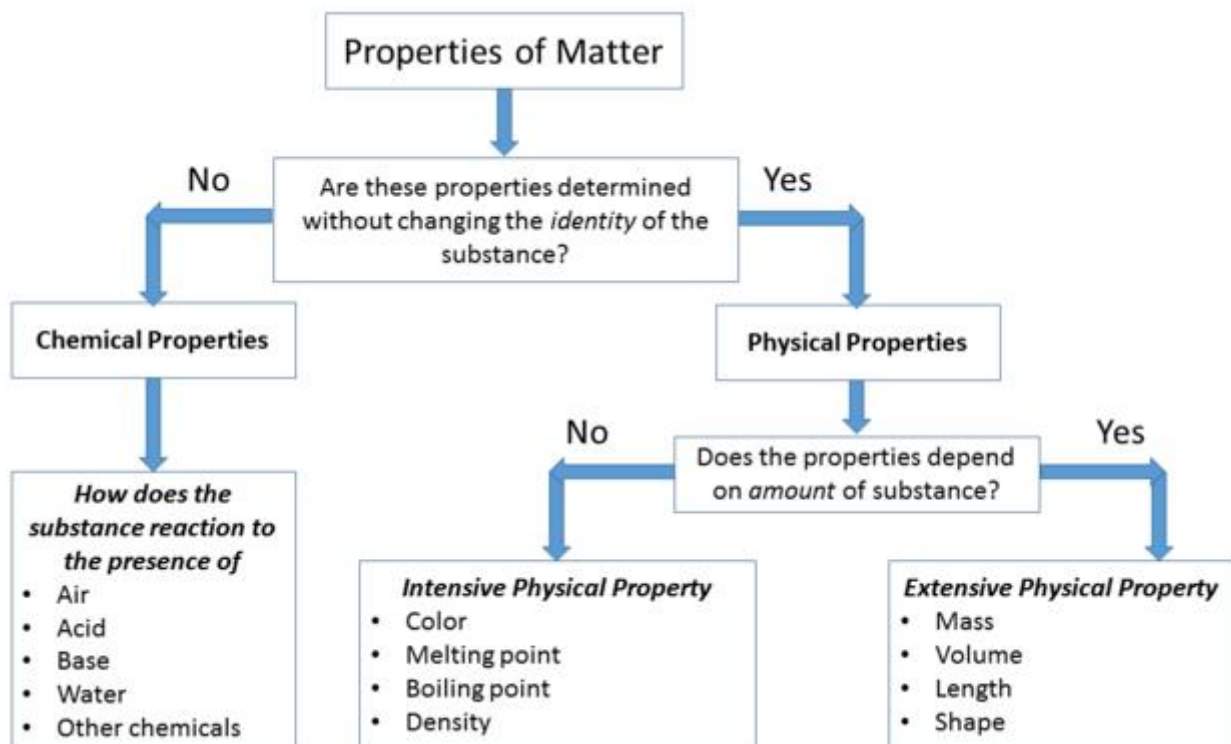 Properties of Matter
No
Are these properties determined
without changing the identity of the
substance?
Yes
Chemical Properties
Physical Properties
No
Does the properties depend
on amount of substance?
Yes
How does the
substance reaction to
the presence of
• Air
• Acid
• Base
• Water
• Other chemicals
Intensive Physical Property
• Color
• Melting point
• Boiling point
• Density
Extensive Physical Property
• Mass
• Volume
• Length
• Shape